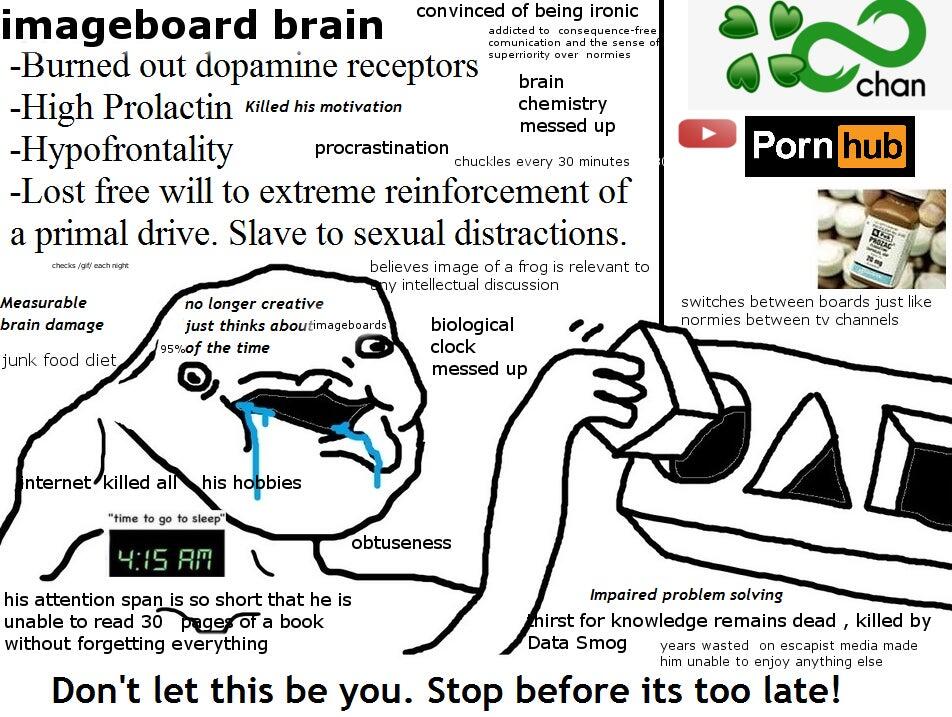 imageboard brain
-Burned out dopamine receptors
-High Prolactin
Killed his motivation
-Hypofrontality
procrastination
-Lost free will to extreme reinforcement of
a primal drive. Slave to sexual distractions.
convinced of being ironic
addicted to consequence-free
comunication and the sense of
superriority over normies
brain
chemistry
messed up
chuckles every 30 minutes
chan
Pornhub
PROZAC
20 mg
switches between boards just like
normies between tv channels
checks /gif/ each night
believes image of a frog is relevant to
any intellectual discussion
Measurable
brain damage
junk food diet
no longer creative
just thinks about imageboards
95% of the time
biological
clock
messed up
internet killed all his hobbies
"time to go to sleep"
4:15 AM
obtuseness
his attention span is so short that he is
unable to read 30 pages of a book
without forgetting everything
Impaired problem solving
thirst for knowledge remains dead , killed by
Data Smog
years wasted on escapist media made
him unable to enjoy anything else
Don't let this be you. Stop before its too late!